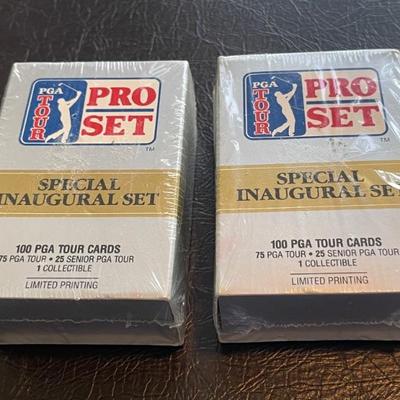 PGA
TOUR
PRO
SET
TM
SPECIAL
INAUGURAL SET
100 PGA TOUR CARDS
75 PGA TOUR • 25 SENIOR PGA TOUR
1 COLLECTIBLE
LIMITED PRINTING
PGA
TOUR
PRO
SET
TM
SPECIAL
INAUGURAL SET
100 PGA TOUR CARDS
75 PGA TOUR • 25 SENIOR PGA TOUR
1 COLLECTIBLE
LIMITED PRINTING